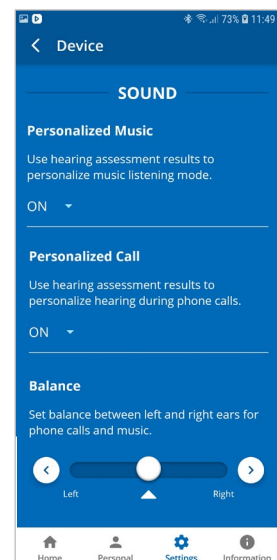 73% 11:49
Device
SOUND
Personalized Music
Use hearing assessment results to
personalize music listening mode.
ON
Personalized Call
Use hearing assessment results to
personalize hearing during phone calls.
ON
Balance
Set balance between left and right ears for
phone calls and music.
Left Right
Home Personal Settings Information